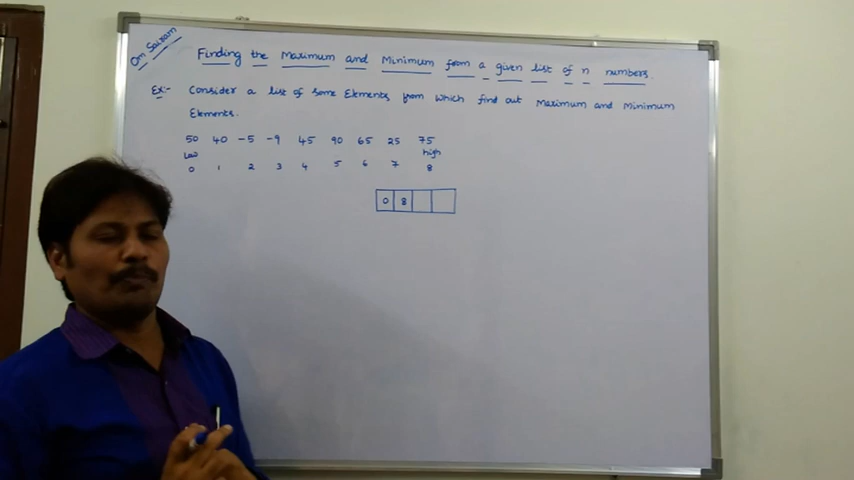 Om Sairam
Finding the Maximum and Minimum from a given list of n numbers.
Ex:- Consider a list of some Elements from which find out Maximum and Minimum
Elements.
50 40 -5 -9 45 90 65 25 75
Low high
0 1 2 3 4 5 6 7 8
0 8